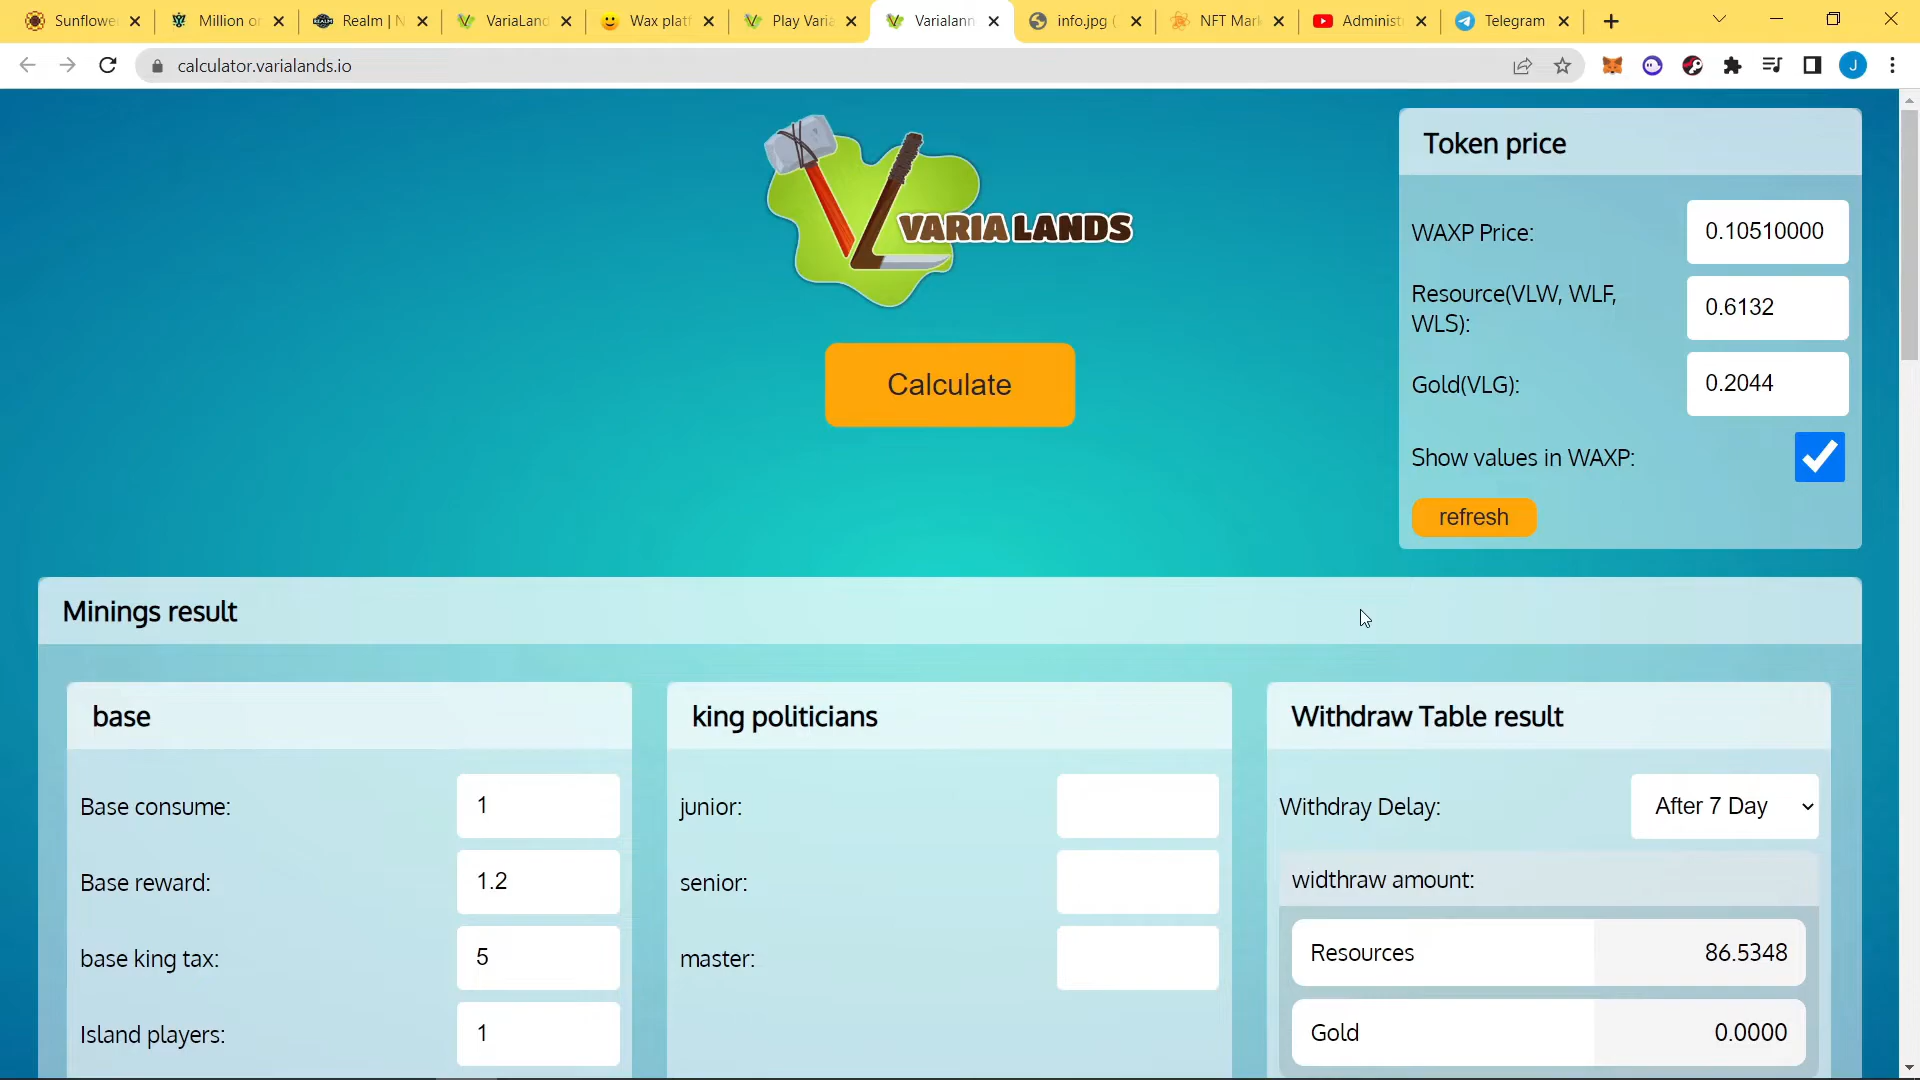 Sunflowe
Million o
Realm | N
VariaLand
Wax platf
Play Varia
Varialann
info.jpg (
NFT Mark
Administ
Telegram
calculator.varialands.io
J
VARIA LANDS
Calculate
Token price
WAXP Price:
0.10510000
Resource(VLW, WLF,
WLS):
0.6132
Gold(VLG):
0.2044
Show values in WAXP:
refresh
Minings result
base
Base consume:
1
Base reward:
1.2
base king tax:
5
Island players:
1
king politicians
junior:
senior:
master:
Withdraw Table result
Withdray Delay:
After 7 Day
widthraw amount:
Resources
86.5348
Gold
0.0000